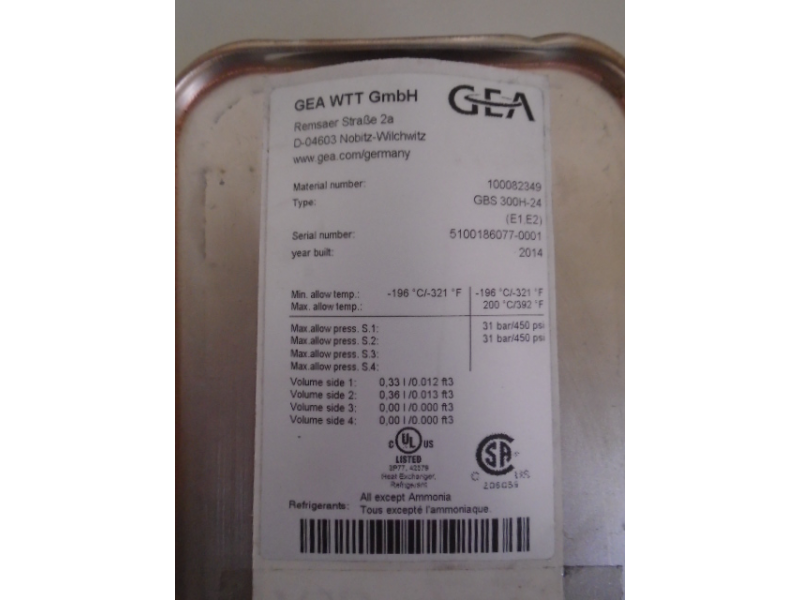 GEA WTT GmbH
GEA
Remsaer Straße 2a
D-04603 Nobitz-Wilchwitz
www.gea.com/germany
Material number: 100082349
Type: GBS 300H-24
(E1.E2)
Serial number: 5100186077-0001
year built: 2014
Min. allow temp.: -196 °C/-321 °F -196 °C/-321 °F
Max. allow temp.: 200 °C/392 °F
Max.allow press. S.1: 31 bar/450 psi
Max.allow press. S.2: 31 bar/450 psi
Max.allow press. S.3:
Max.allow press. S.4:
Volume side 1: 0,33 l /0.012 ft3
Volume side 2: 0,36 l /0.013 ft3
Volume side 3: 0,00 l /0.000 ft3
Volume side 4: 0,00 l /0.000 ft3
C UL US
LISTED
Heat Exchanger,
Refrigerant
C SA US
Refrigerants: All except Ammonia
Tous excepté l'ammoniaque.